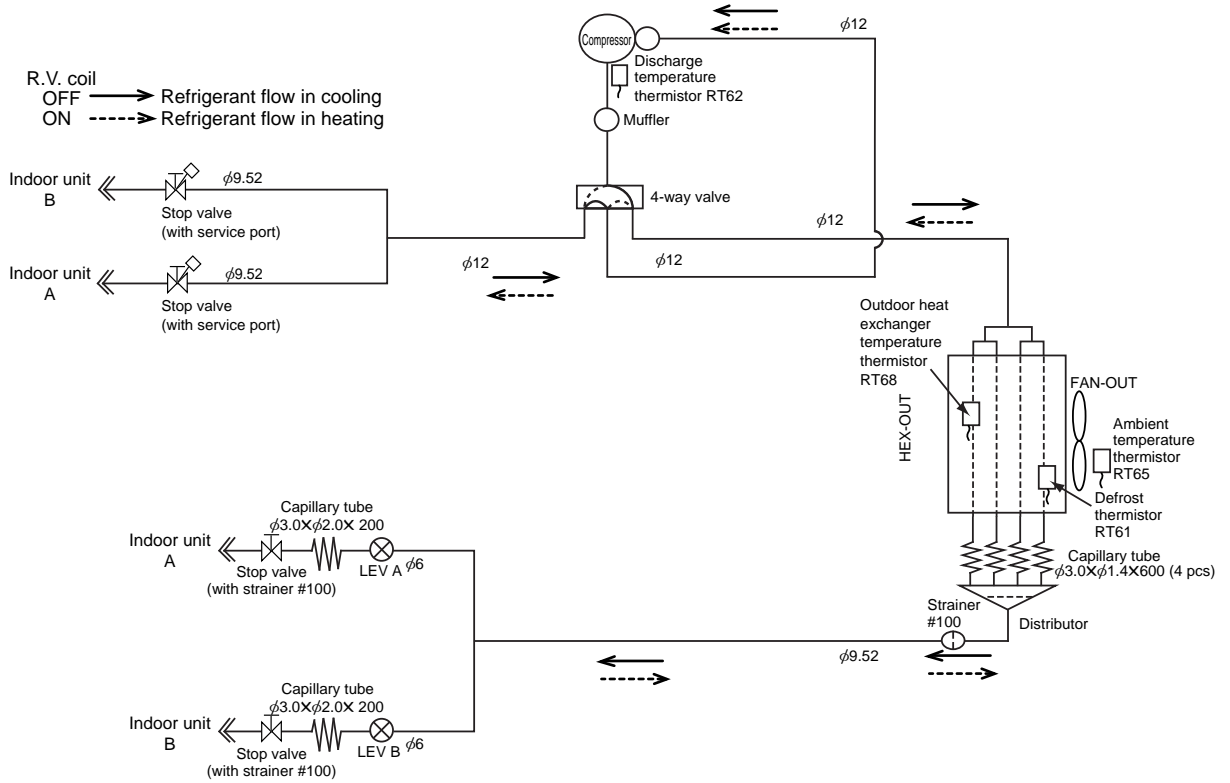 ϕ12
Compressor
Discharge
temperature
thermistor RT62
Muffler
R.V. coil
OFF Refrigerant flow in cooling
ON Refrigerant flow in heating
Indoor unit
B
ϕ9.52
Stop valve
(with service port)
4-way valve
ϕ12
Indoor unit
A
ϕ9.52
Stop valve
(with service port)
ϕ12
ϕ12
Outdoor heat
exchanger
temperature
thermistor
RT68
HEX-OUT
FAN-OUT
Ambient
temperature
thermistor
RT65
Defrost
thermistor
RT61
Capillary tube
ϕ3.0×ϕ1.4×600 (4 pcs)
Strainer
#100
Distributor
ϕ9.52
Capillary tube
ϕ3.0×ϕ2.0× 200
Indoor unit
A
LEV A
ϕ6
Stop valve
(with strainer #100)
Capillary tube
ϕ3.0×ϕ2.0× 200
Indoor unit
B
LEV B
ϕ6
Stop valve
(with strainer #100)